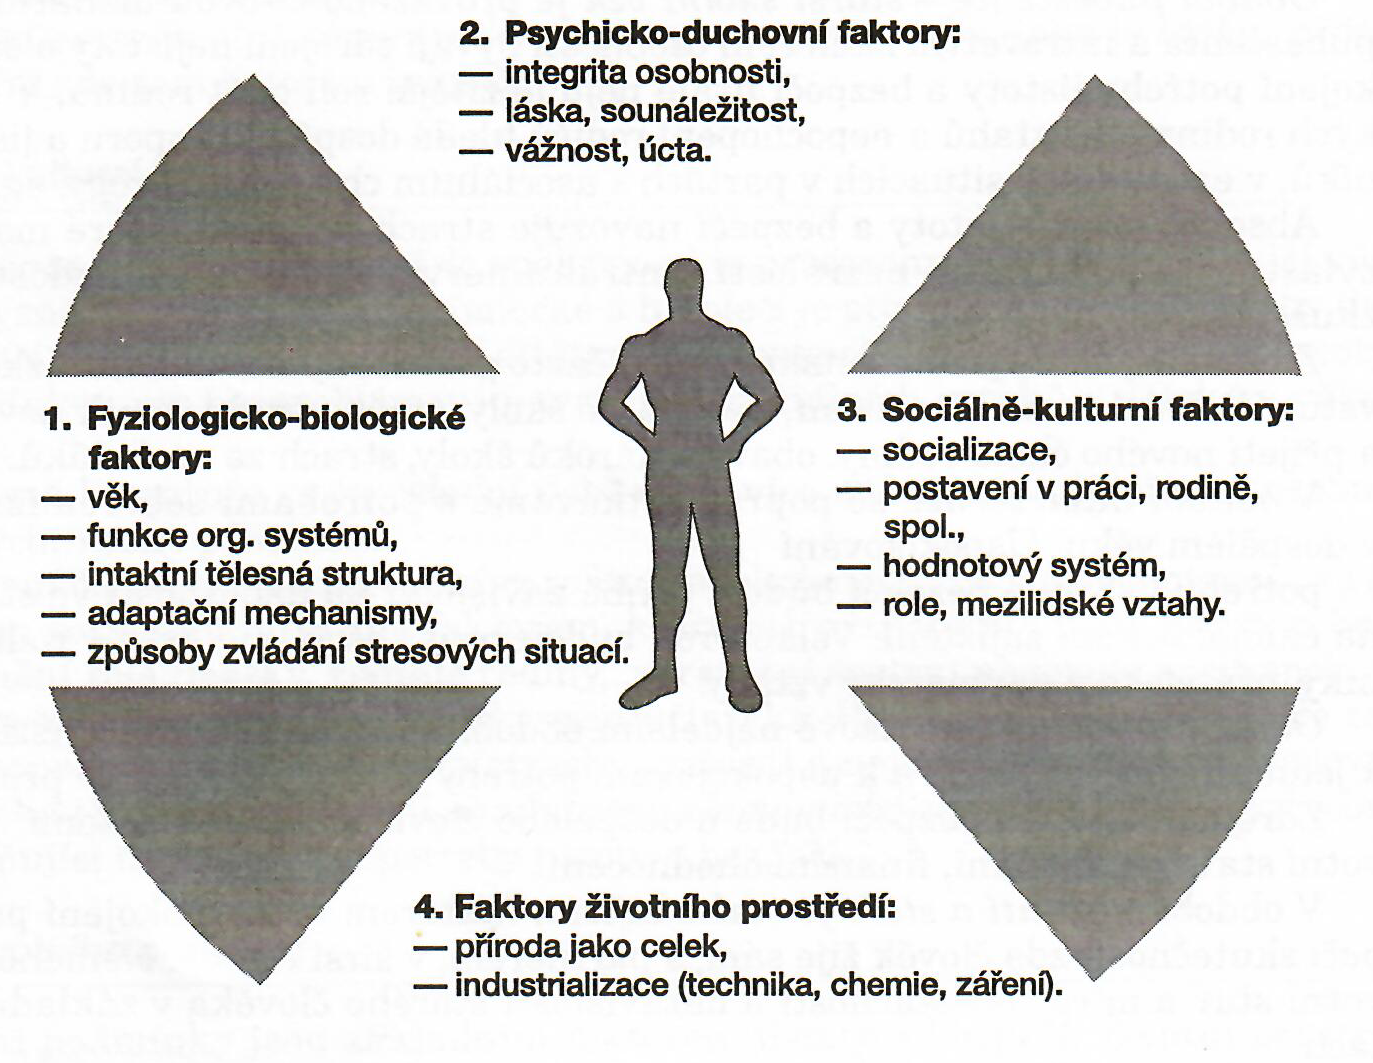 2. Psychicko-duchovní faktory:
— integrita osobnosti,
— láska, sounáležitost,
— vážnost, úcta.
1. Fyziologicko-biologické
faktory:
— věk,
— funkce org. systémů,
— intaktní tělesná struktura,
— adaptační mechanismy,
— způsoby zvládání stresových situací.
3. Sociálně-kulturní faktory:
— socializace,
— postavení v práci, rodině,
spol.,
— hodnotový systém,
— role, mezilidské vztahy.
4. Faktory životního prostředí:
— příroda jako celek,
— industrializace (technika, chemie, záření).